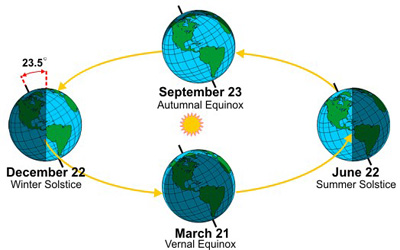 23.5°
September 23
Autumnal Equinox
December 22
Winter Solstice
June 22
Summer Solstice
March 21
Vernal Equinox